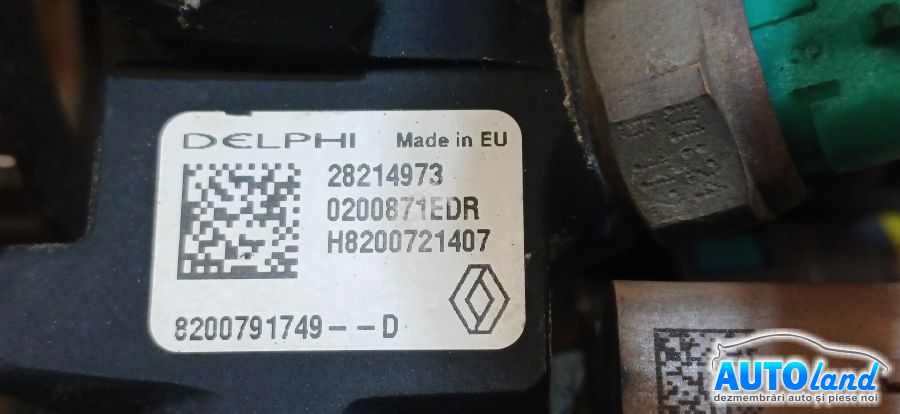 DELPHI Made in EU
28214973
0200871EDR
H8200721407
8200791749--D
AUTOland
dezmembrări auto și piese noi